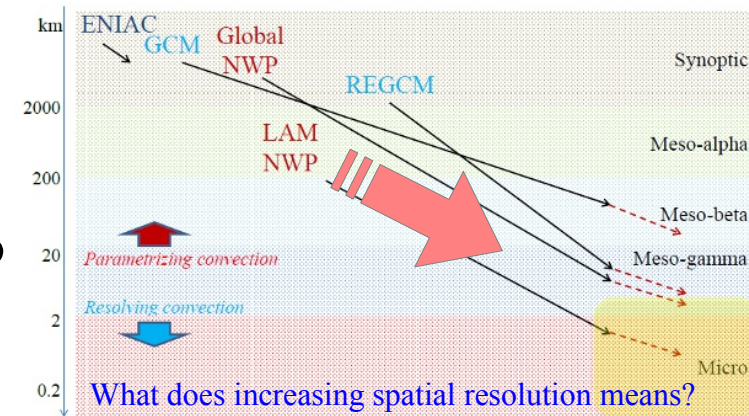 km
ENIAC
GCM
Global
NWP
REGCM
Synoptic
2000
LAM
NWP
Meso-alpha
200
Meso-beta
20
Parametrizing convection
Meso-gamma
Resolving convection
2
Micro
0.2
What does increasing spatial resolution means?